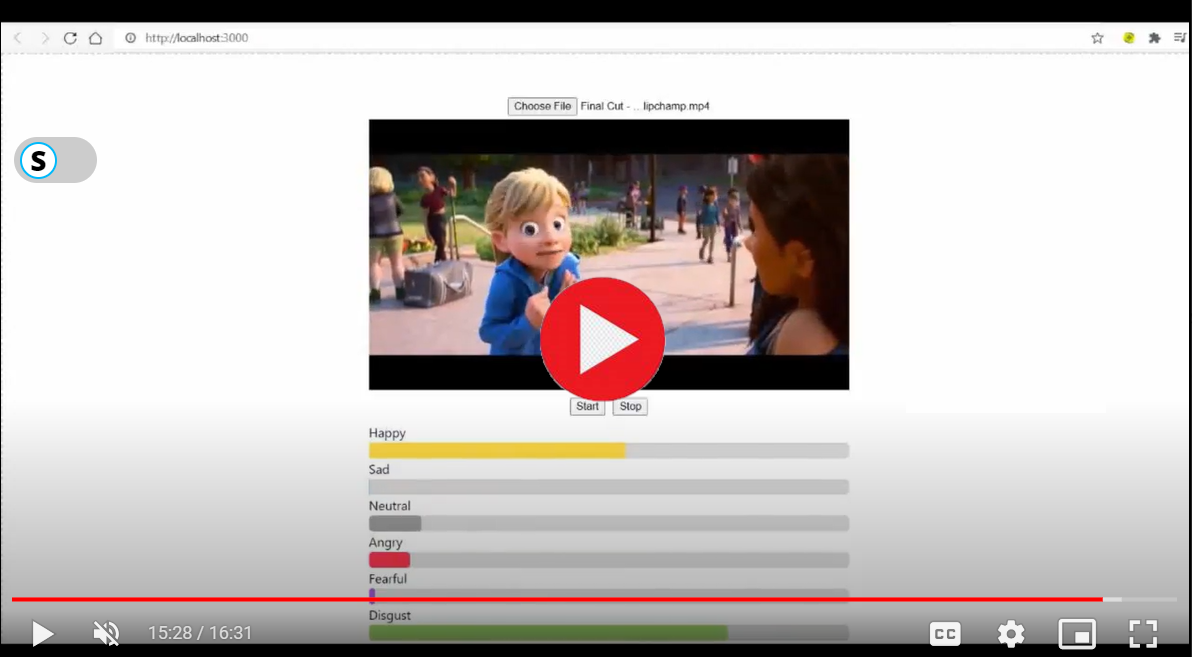 http://localhost:3000
Choose File Final Cut - ... lipchamp.mp4
S
Start Stop
Happy
Sad
Neutral
Angry
Fearful
Disgust
15:28 / 16:31
CC